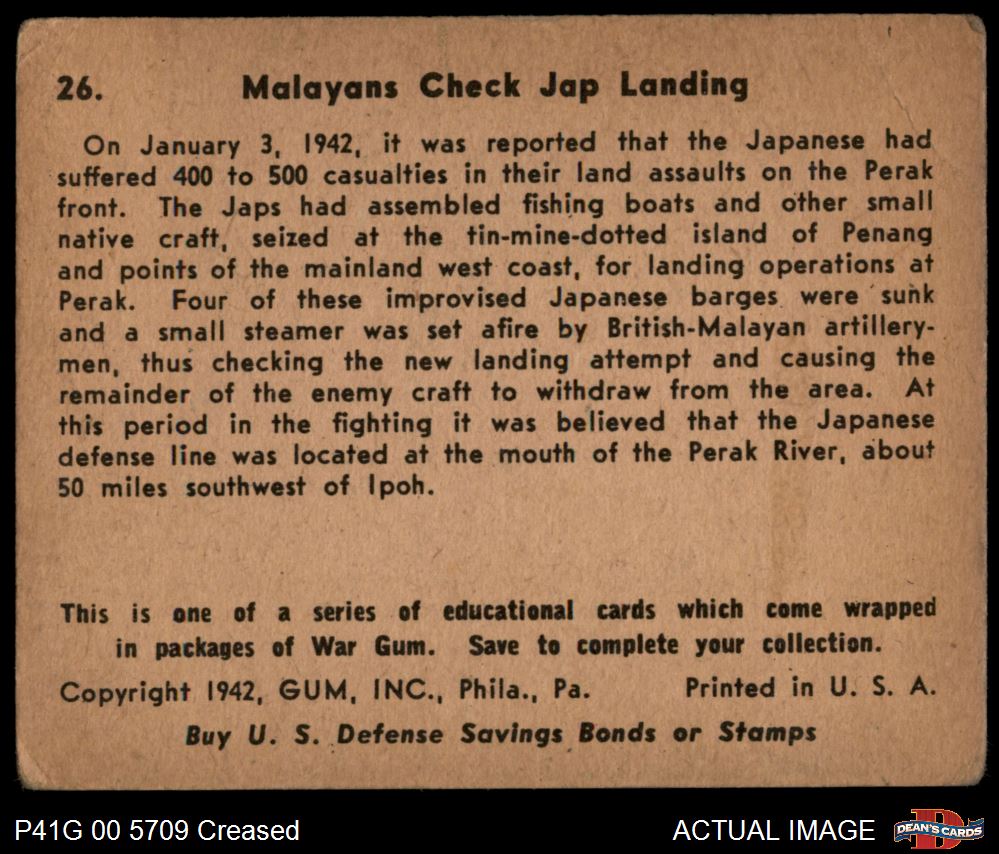 26. Malayans Check Jap Landing
On January 3, 1942, it was reported that the Japanese had
suffered 400 to 500 casualties in their land assaults on the Perak
front. The Japs had assembled fishing boats and other small
native craft, seized at the tin-mine-dotted island of Penang
and points of the mainland west coast, for landing operations at
Perak. Four of these improvised Japanese barges were sunk
and a small steamer was set afire by British-Malayan artillery-
men, thus checking the new landing attempt and causing the
remainder of the enemy craft to withdraw from the area. At
this period in the fighting it was believed that the Japanese
defense line was located at the mouth of the Perak River, about
50 miles southwest of Ipoh.
This is one of a series of educational cards which come wrapped
in packages of War Gum. Save to complete your collection.
Copyright 1942, GUM, INC., Phila., Pa. Printed in U. S. A.
Buy U. S. Defense Savings Bonds or Stamps
P41G 00 5709 Creased ACTUAL IMAGE D DEAN'S CARDS